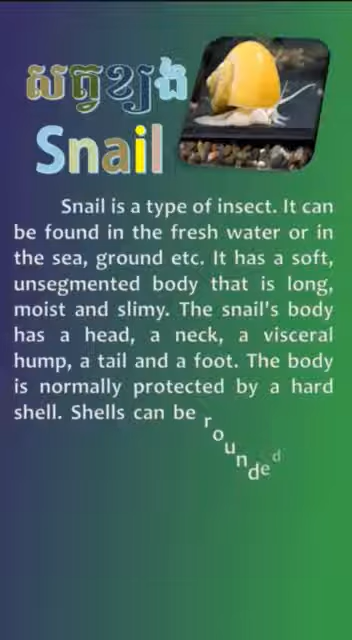 សត្វខ្យង
Snail
Snail is a type of insect. It can
be found in the fresh water or in
the sea, ground etc. It has a soft,
unsegmented body that is long,
moist and slimy. The snail's body
has a head, a neck, a visceral
hump, a tail and a foot. The body
is normally protected by a hard
shell. Shells can be rounded